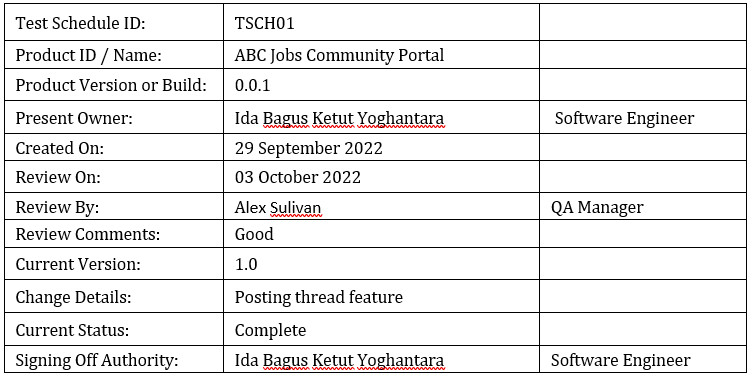 Test Schedule ID: TSCH01
Product ID / Name: ABC Jobs Community Portal
Product Version or Build: 0.0.1
Present Owner: Ida Bagus Ketut Yoghantara Software Engineer
Created On: 29 September 2022
Review On: 03 October 2022
Review By: Alex Sulivan QA Manager
Review Comments: Good
Current Version: 1.0
Change Details: Posting thread feature
Current Status: Complete
Signing Off Authority: Ida Bagus Ketut Yoghantara Software Engineer